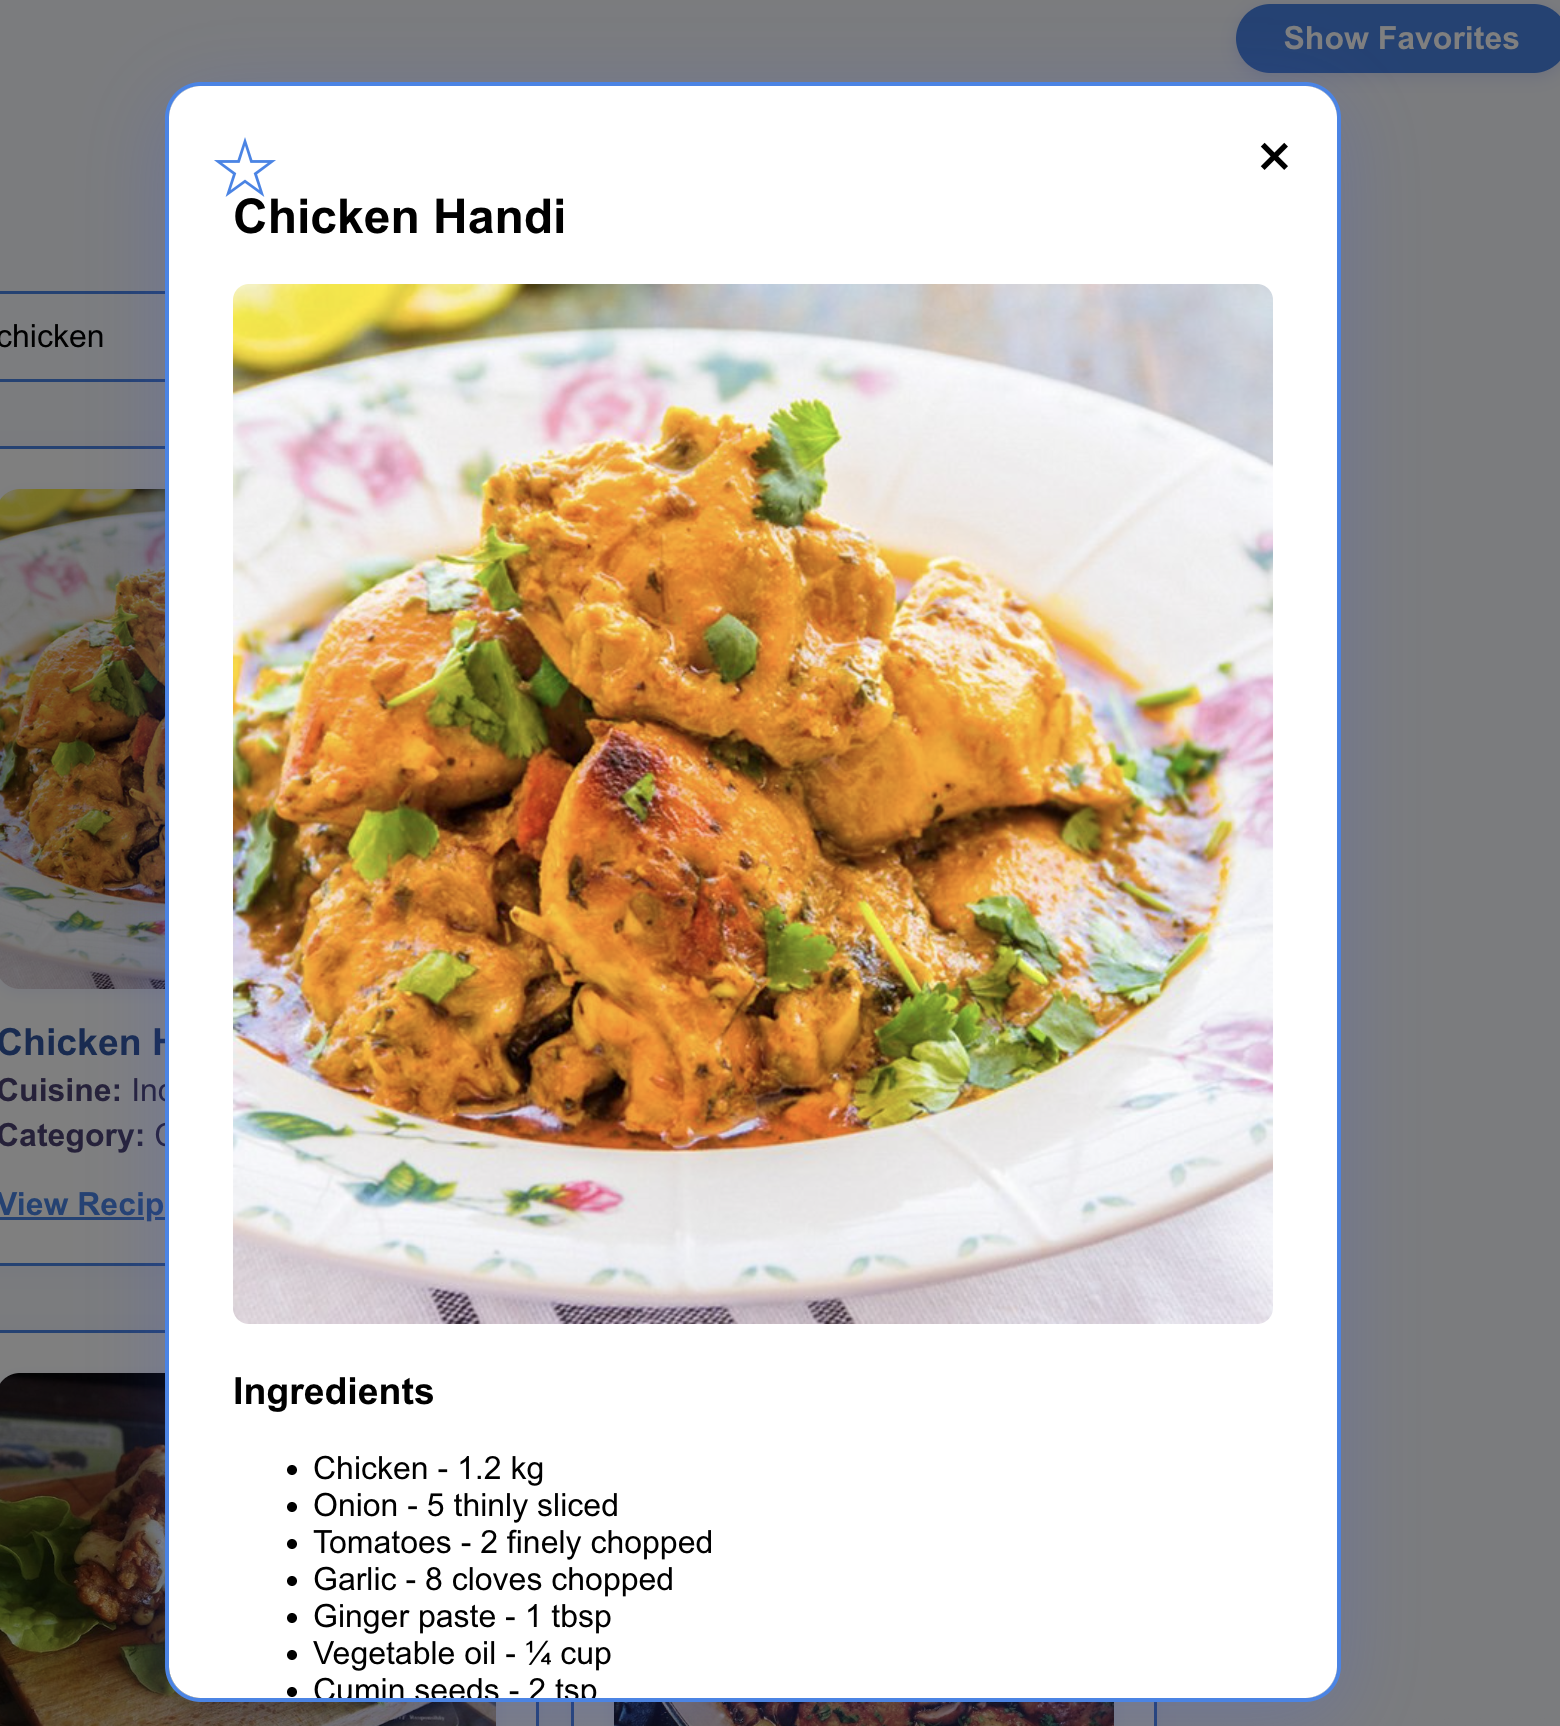 Show Favorites
✕
Chicken Handi
chicken
Chicken H
Cuisine: Ind
Category: C
View Recip
Ingredients
• Chicken - 1.2 kg
• Onion - 5 thinly sliced
• Tomatoes - 2 finely chopped
• Garlic - 8 cloves chopped
• Ginger paste - 1 tbsp
• Vegetable oil - ¼ cup
• Cumin seeds - 2 tsp